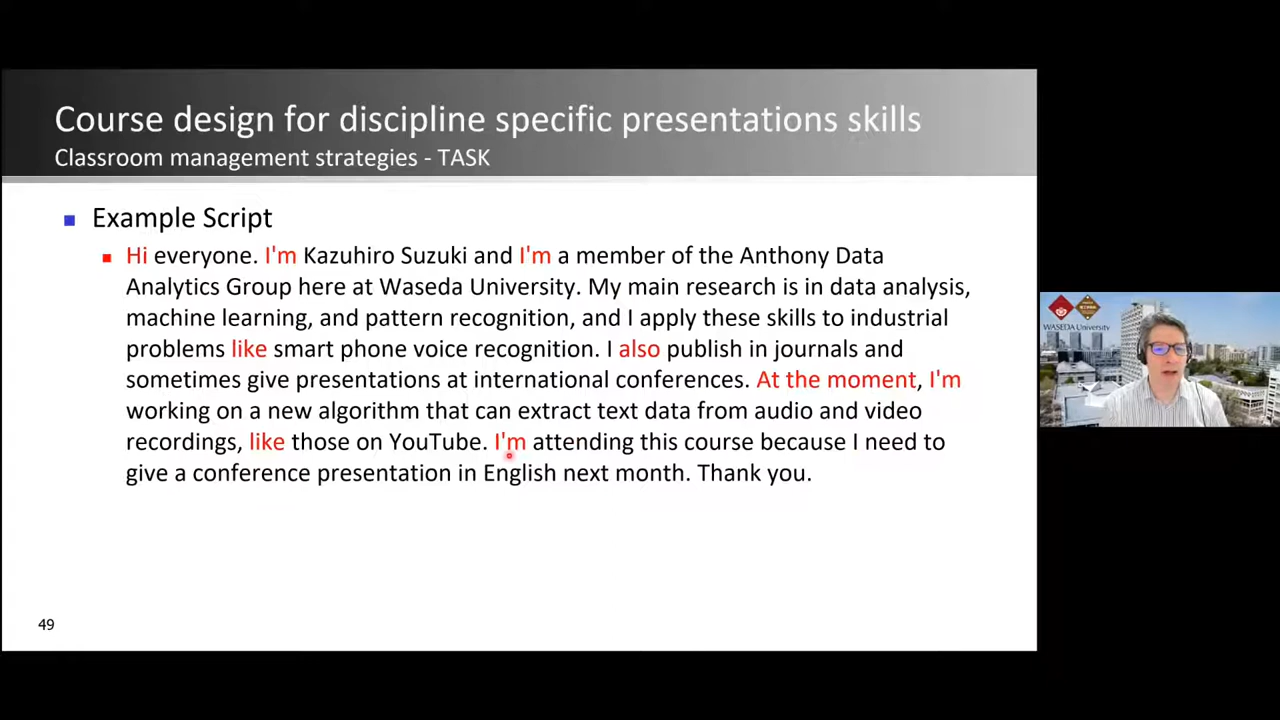 Course design for discipline specific presentations skills
Classroom management strategies - TASK
Example Script
Hi everyone. I'm Kazuhiro Suzuki and I'm a member of the Anthony Data
Analytics Group here at Waseda University. My main research is in data analysis,
machine learning, and pattern recognition, and I apply these skills to industrial
problems like smart phone voice recognition. I also publish in journals and
sometimes give presentations at international conferences. At the moment, I'm
working on a new algorithm that can extract text data from audio and video
recordings, like those on YouTube. I'm attending this course because I need to
give a conference presentation in English next month. Thank you.
49
WASEDA University